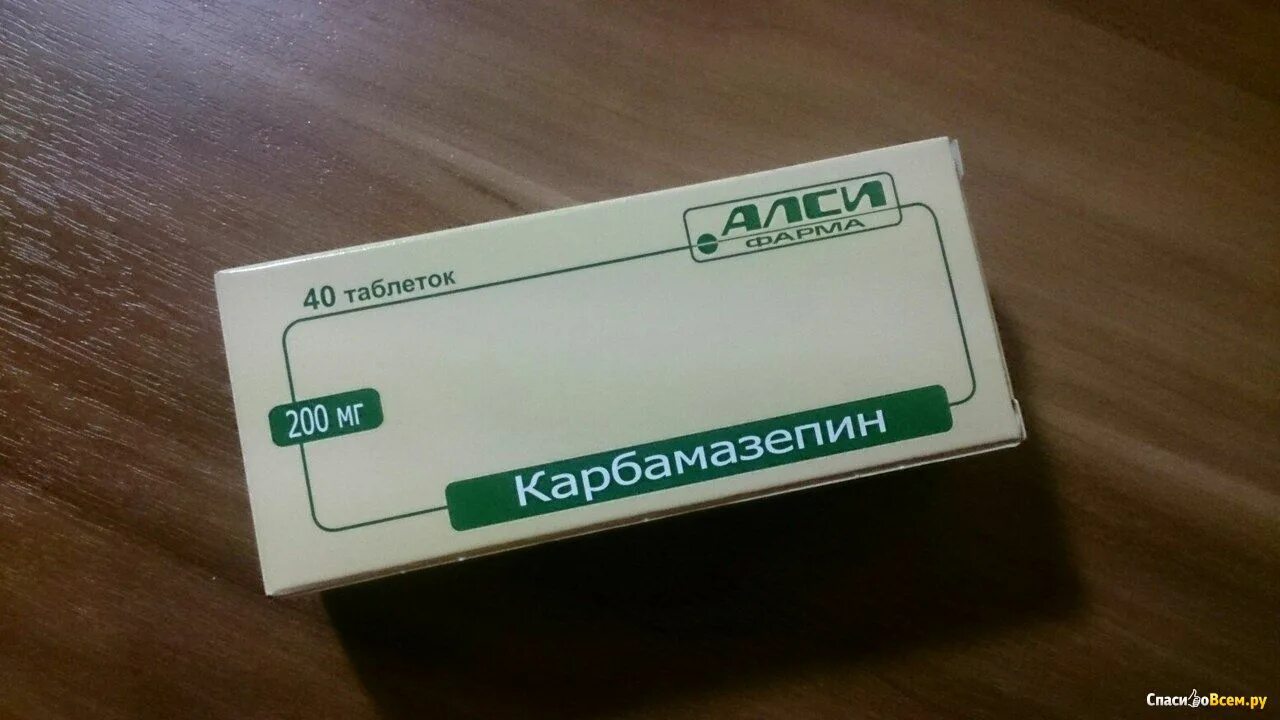 АЛСИ
ФАРМА
40 таблеток
200 мг
Карбамазепин
СпасибоВсем.ру